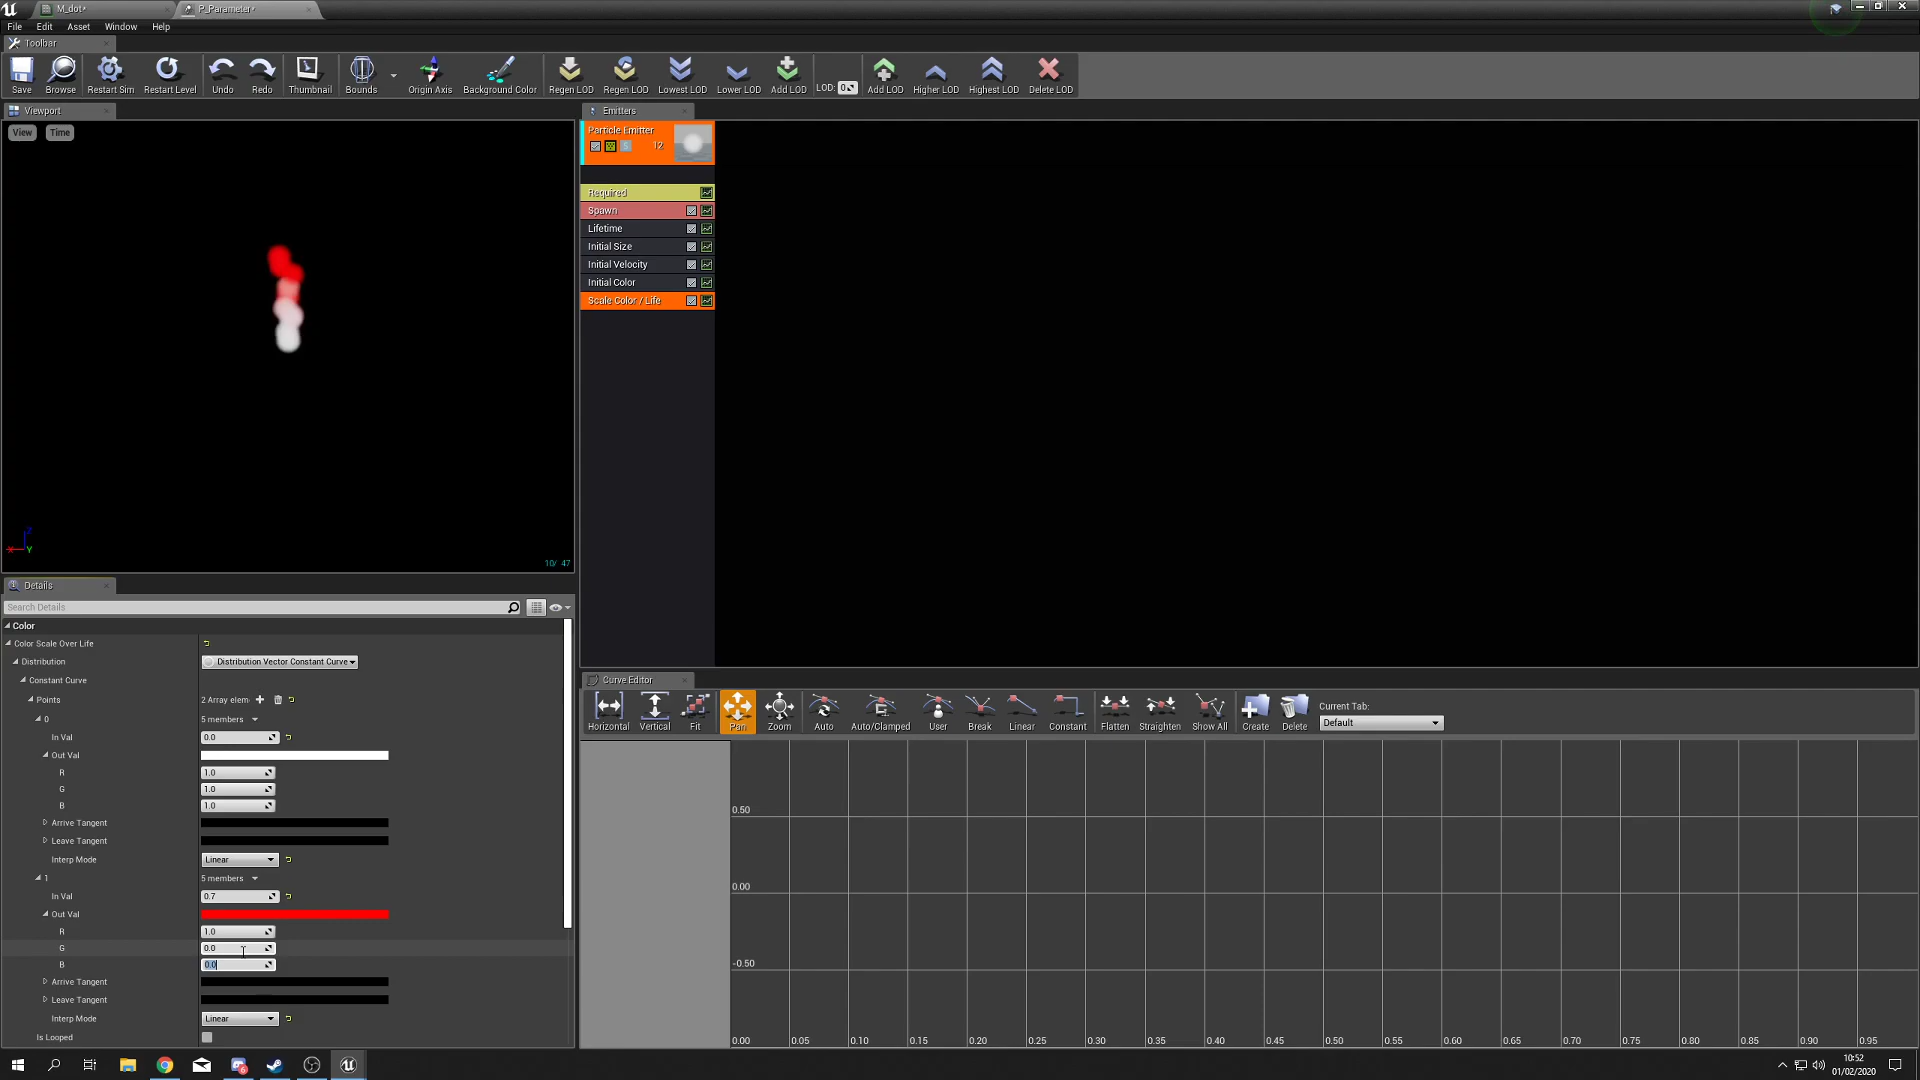 M_dot*
P_Parameter*
File Edit Asset Window Help
Toolbar
Save Browse Restart Sim Restart Level Undo Redo Thumbnail Bounds Origin Axis Background Color Regen LOD Regen LOD Lowest LOD Lower LOD Add LOD LOD: 0 Add LOD Higher LOD Highest LOD Delete LOD
Viewport
View Time
10/ 47
Emitters
Particle Emitter
12
Required
Spawn
Lifetime
Initial Size
Initial Velocity
Initial Color
Scale Color / Life
Details
Search Details
Color
Color Scale Over Life
Distribution Distribution Vector Constant Curve
Constant Curve
Points 2 Array elem
0 5 members
In Val 0.0
Out Val
R 1.0
G 1.0
B 1.0
Arrive Tangent
Leave Tangent
Interp Mode Linear
1 5 members
In Val 0.7
Out Val
R 1.0
G 0.0
B 0.0
Arrive Tangent
Leave Tangent
Interp Mode Linear
Is Looped
Curve Editor
Horizontal Vertical Fit Pan Zoom Auto Auto/Clamped User Break Linear Constant Flatten Straighten Show All Create Delete
Current Tab:
Default
0.50
0.00
-0.50
0.00 0.05 0.10 0.15 0.20 0.25 0.30 0.35 0.40 0.45 0.50 0.55 0.60 0.65 0.70 0.75 0.80 0.85 0.90 0.95
10:52
01/02/2020